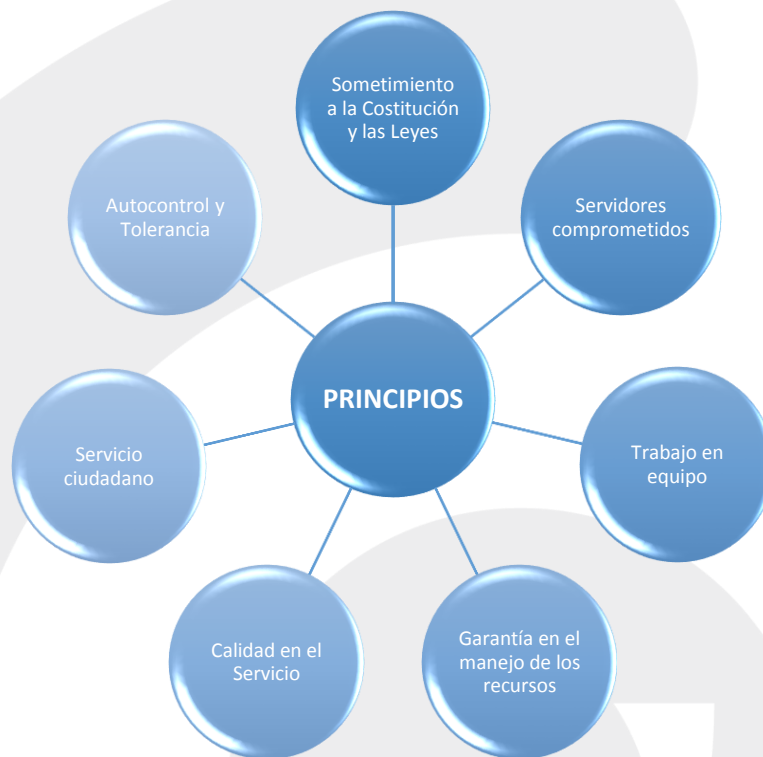 Sometimiento
a la Costitución
y las Leyes
Servidores
comprometidos
Trabajo en
equipo
Garantía en el
manejo de los
recursos
Calidad en el
Servicio
Servicio
ciudadano
Autocontrol y
Tolerancia
PRINCIPIOS